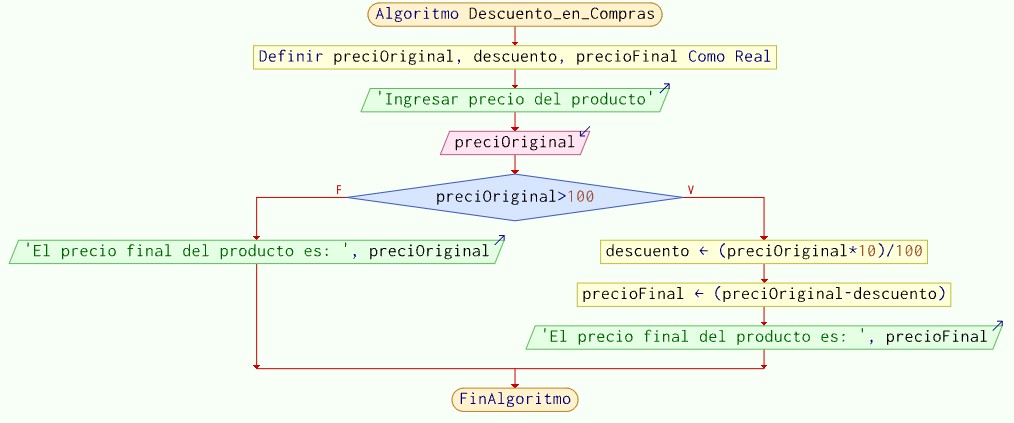 Algoritmo Descuento_en_Compras
Definir preciOriginal, descuento, precioFinal Como Real
'Ingresar precio del producto'
preciOriginal
preciOriginal>100
F
V
'El precio final del producto es: ', preciOriginal
descuento ← (preciOriginal*10)/100
precioFinal ← (preciOriginal-descuento)
'El precio final del producto es: ', precioFinal
FinAlgoritmo